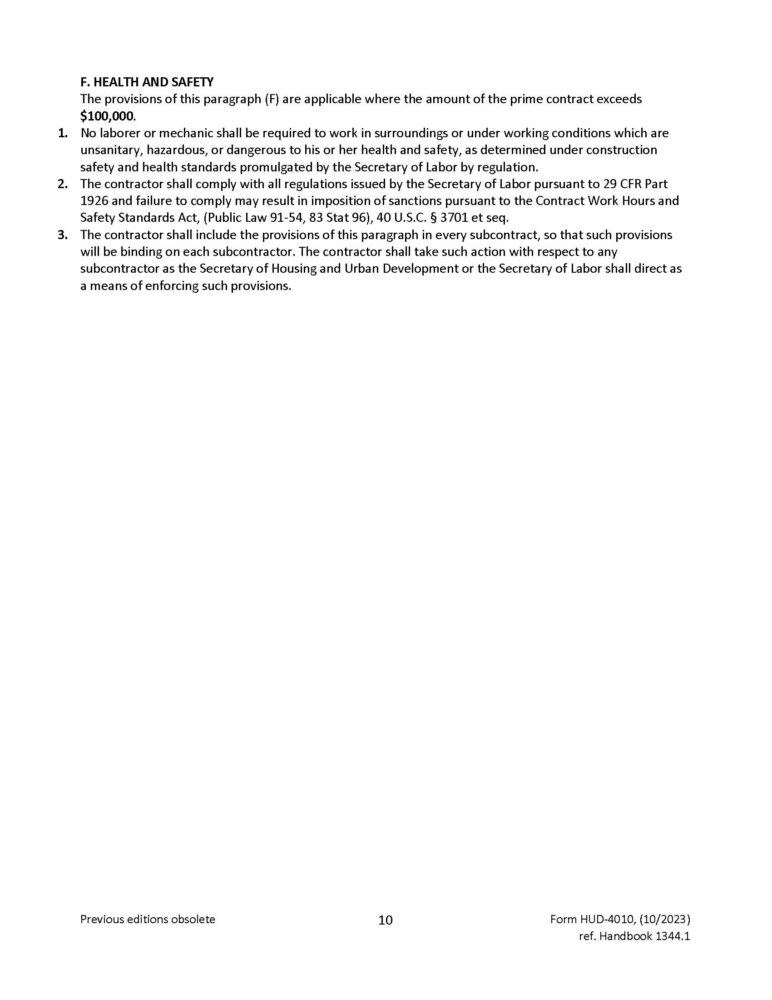 F. HEALTH AND SAFETY
The provisions of this paragraph (F) are applicable where the amount of the prime contract exceeds
$100,000.
1. No laborer or mechanic shall be required to work in surroundings or under working conditions which are
unsanitary, hazardous, or dangerous to his or her health and safety, as determined under construction
safety and health standards promulgated by the Secretary of Labor by regulation.
2. The contractor shall comply with all regulations issued by the Secretary of Labor pursuant to 29 CFR Part
1926 and failure to comply may result in imposition of sanctions pursuant to the Contract Work Hours and
Safety Standards Act, (Public Law 91-54, 83 Stat 96), 40 U.S.C. § 3701 et seq.
3. The contractor shall include the provisions of this paragraph in every subcontract, so that such provisions
will be binding on each subcontractor. The contractor shall take such action with respect to any
subcontractor as the Secretary of Housing and Urban Development or the Secretary of Labor shall direct as
a means of enforcing such provisions.
Previous editions obsolete 10 Form HUD-4010, (10/2023)
ref. Handbook 1344.1